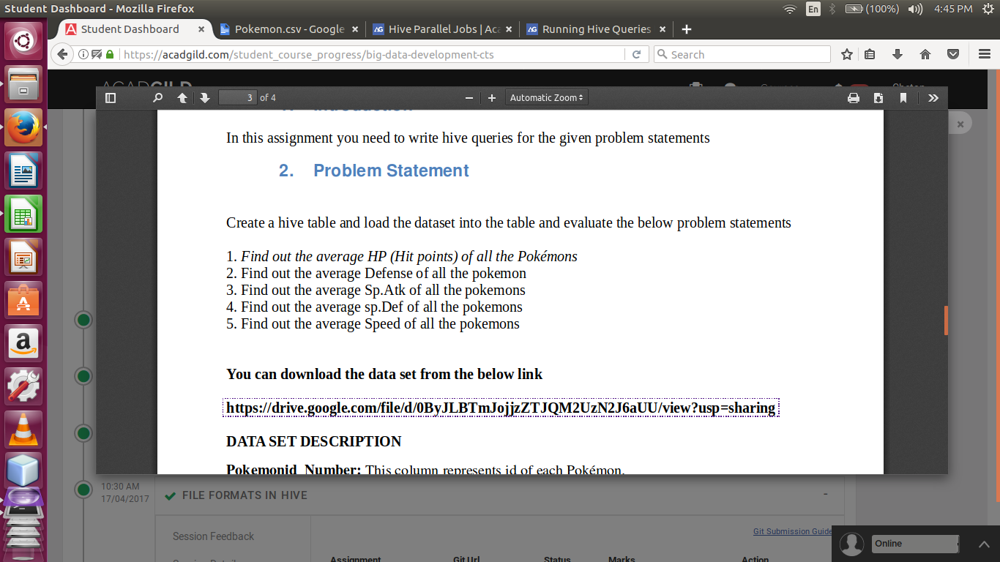 Student Dashboard - Mozilla Firefox
En
(100%)
4:45 PM
Student Dashboard
Pokemon.csv - Google
Hive Parallel Jobs | Aca
Running Hive Queries
https://acadgild.com/student_course_progress/big-data-development-cts
Search
ACADGILD
3 of 4
Automatic Zoom
1. Introduction
In this assignment you need to write hive queries for the given problem statements
2. Problem Statement
Create a hive table and load the dataset into the table and evaluate the below problem statements
1. Find out the average HP (Hit points) of all the Pokémons
2. Find out the average Defense of all the pokemon
3. Find out the average Sp.Atk of all the pokemons
4. Find out the average sp.Def of all the pokemons
5. Find out the average Speed of all the pokemons
You can download the data set from the below link
https://drive.google.com/file/d/0ByJLBTmJojjzZTJQM2UzN2J6aUU/view?usp=sharing
DATA SET DESCRIPTION
Pokemonid_Number: This column represents id of each Pokémon.
10:30 AM
17/04/2017
FILE FORMATS IN HIVE
-
Session Feedback
Git Submission Guide
Online
Assignment Git Url Status Marks Action